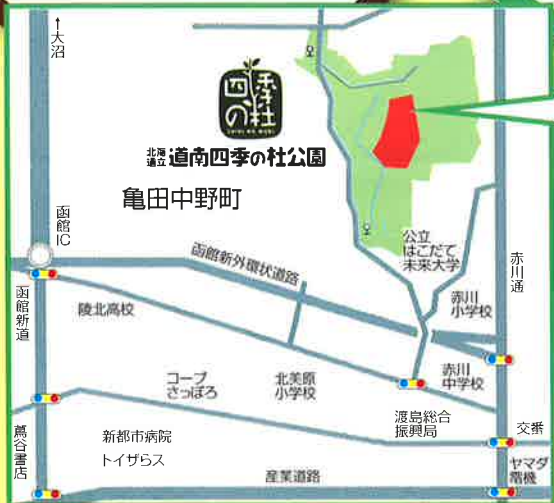 ↑大沼
四季の杜
SHIKI NO MORI
北海道立 道南四季の杜公園
亀田中野町
函館IC
函館新外環状道路
公立
はこだて
未来大学
赤川通
函館新道
陵北高校
赤川
小学校
コープ
さっぽろ
北美原
小学校
赤川
中学校
渡島総合
振興局
交番
蔦谷書店
新都市病院
トイザらス
産業道路
ヤマダ
電機